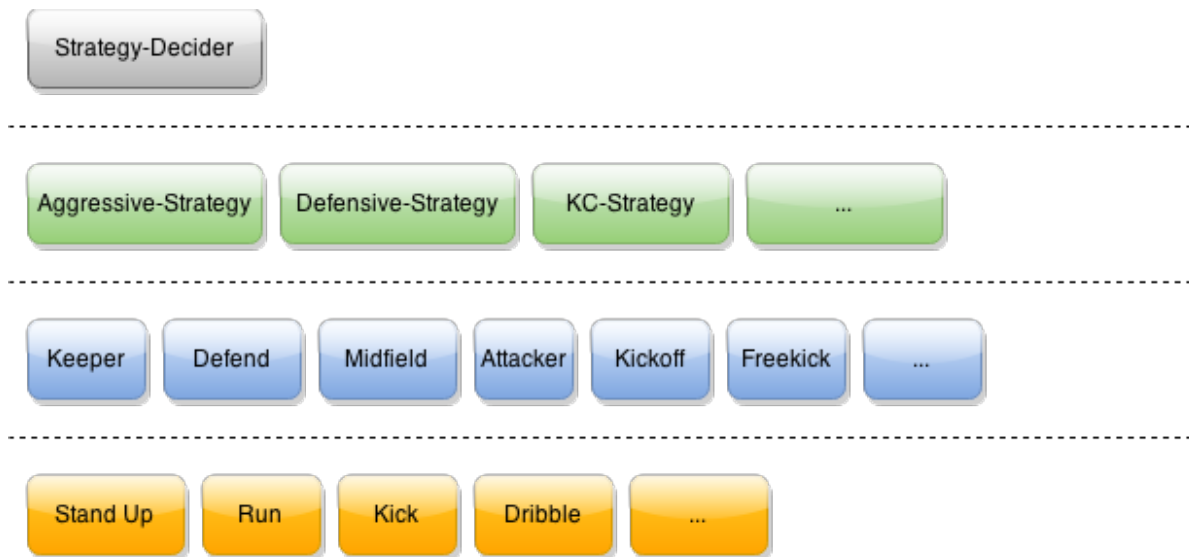 Strategy-Decider
Aggressive-Strategy Defensive-Strategy KC-Strategy ...
Keeper Defend Midfield Attacker Kickoff Freekick ...
Stand Up Run Kick Dribble ...